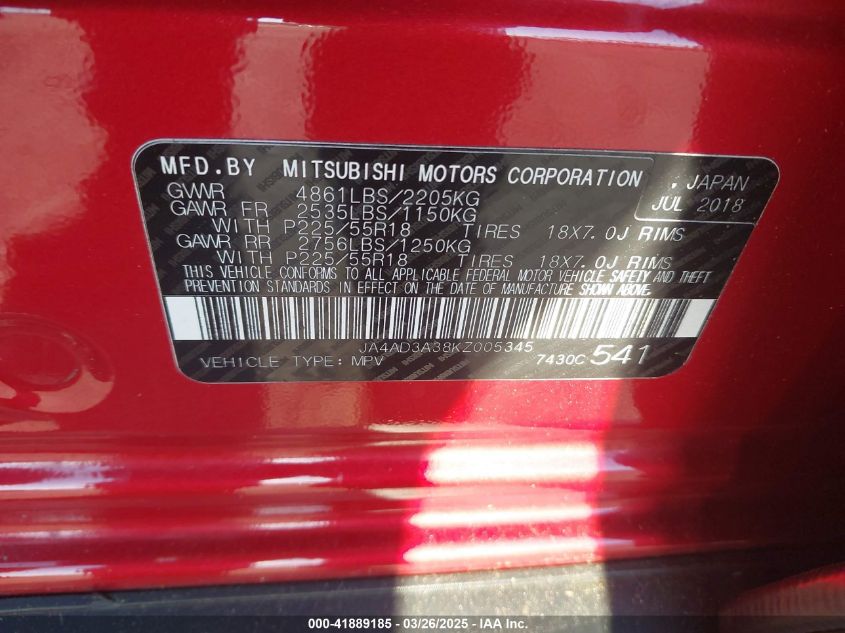 MFD.BY MITSUBISHI MOTORS CORPORATION . JAPAN
GVWR 4861LBS/2205KG JUL 2018
GAWR FR 2535LBS/1150KG
WITH P225/55R18 TIRES 18X7.0J RIMS
GAWR RR 2756LBS/1250KG
WITH P225/55R18 TIRES 18X7.0J RIMS
THIS VEHICLE CONFORMS TO ALL APPLICABLE FEDERAL MOTOR VEHICLE SAFETY AND THEFT
PREVENTION STANDARDS IN EFFECT ON THE DATE OF MANUFACTURE SHOWN ABOVE.
JA4AD3A38KZ005345
VEHICLE TYPE: MPV 7430C 541
000-41889185 - 03/26/2025 - IAA, Inc.